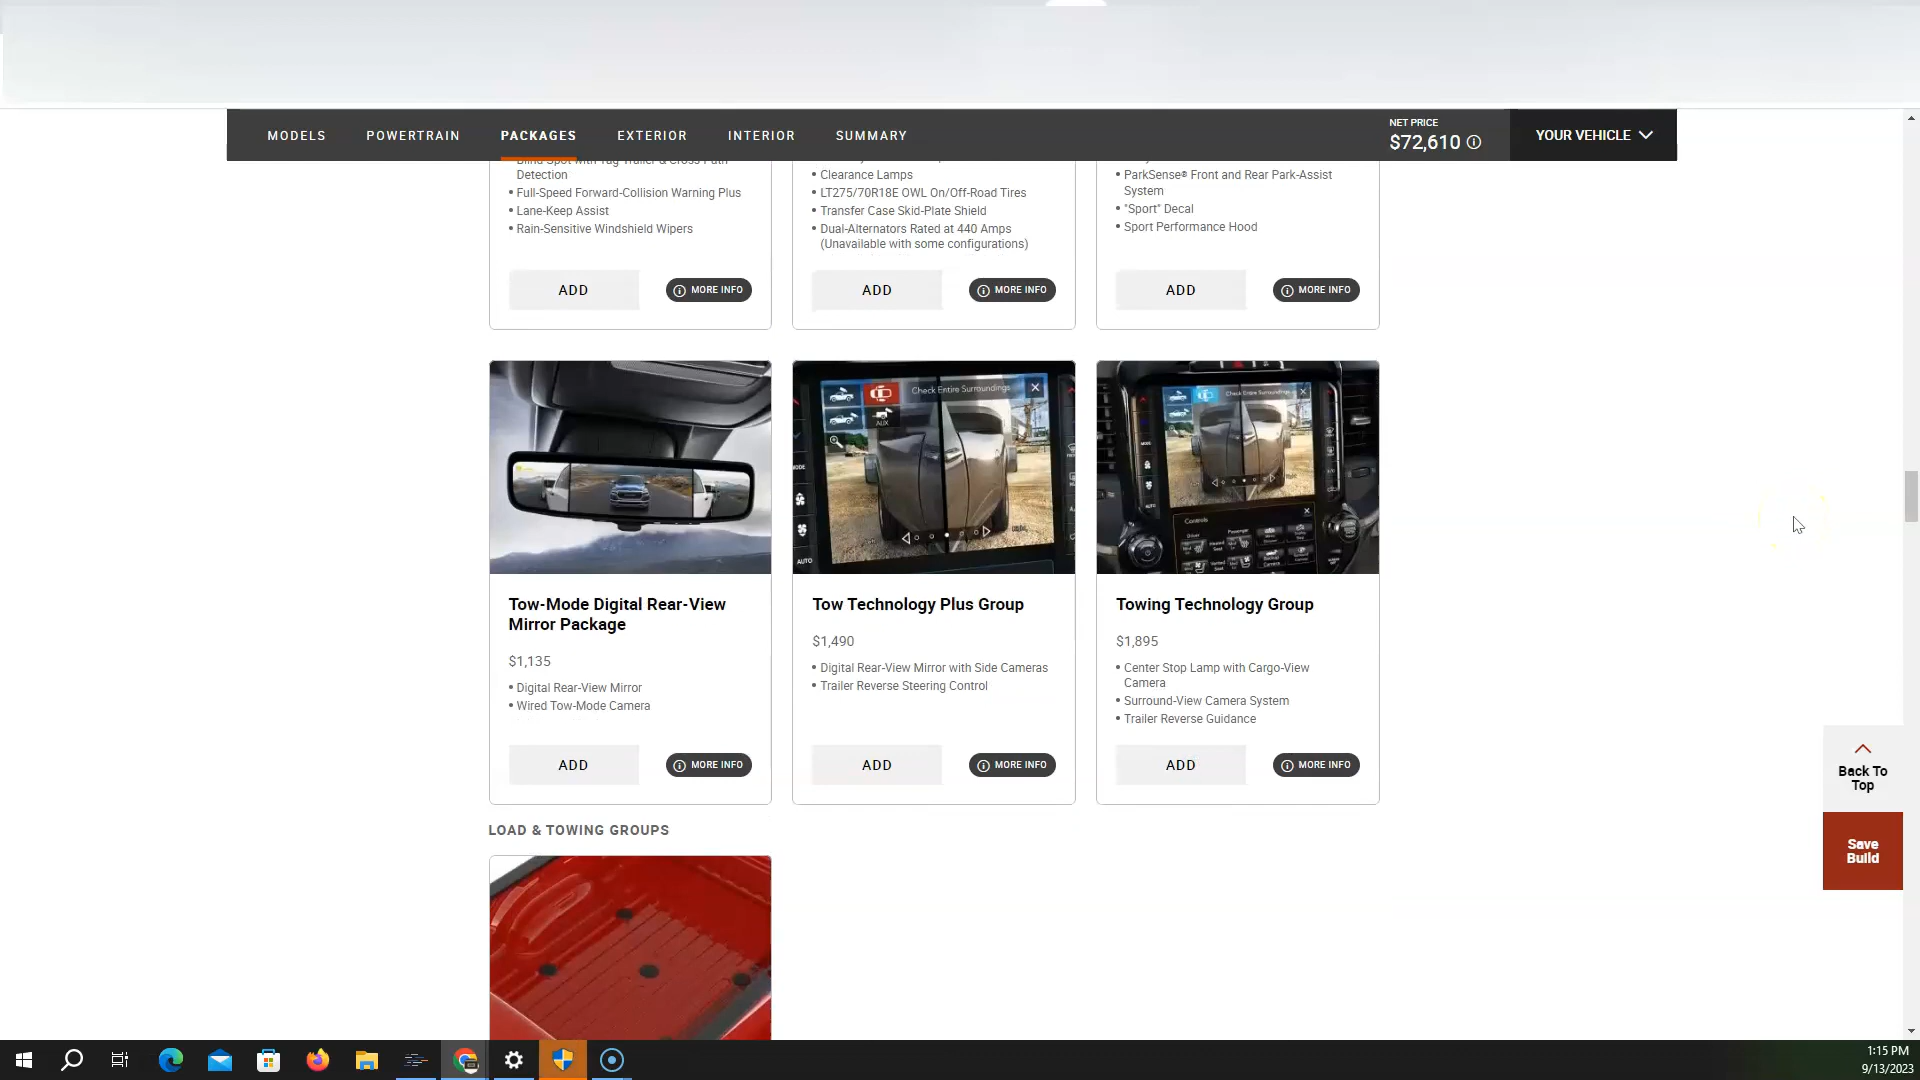 MODELS
POWERTRAIN
PACKAGES
EXTERIOR
INTERIOR
SUMMARY
NET PRICE
$72,610
YOUR VEHICLE
Blind Spot with Tag-Trailer & Cross Path
Detection
• Full-Speed Forward-Collision Warning Plus
• Lane-Keep Assist
• Rain-Sensitive Windshield Wipers
ADD
MORE INFO
• Clearance Lamps
• LT275/70R18E OWL On/Off-Road Tires
• Transfer Case Skid-Plate Shield
• Dual-Alternators Rated at 440 Amps
(Unavailable with some configurations)
ADD
MORE INFO
• ParkSense® Front and Rear Park-Assist
System
• "Sport" Decal
• Sport Performance Hood
ADD
MORE INFO
Tow-Mode Digital Rear-View
Mirror Package
$1,135
• Digital Rear-View Mirror
• Wired Tow-Mode Camera
ADD
MORE INFO
Check Entire Surroundings
AUX
MODE
AUTO
Tow Technology Plus Group
$1,490
• Digital Rear-View Mirror with Side Cameras
• Trailer Reverse Steering Control
ADD
MORE INFO
Check Entire Surroundings
Controls
Towing Technology Group
$1,895
• Center Stop Lamp with Cargo-View
Camera
• Surround-View Camera System
• Trailer Reverse Guidance
ADD
MORE INFO
LOAD & TOWING GROUPS
Back To
Top
Save
Build
1:15 PM
9/13/2023